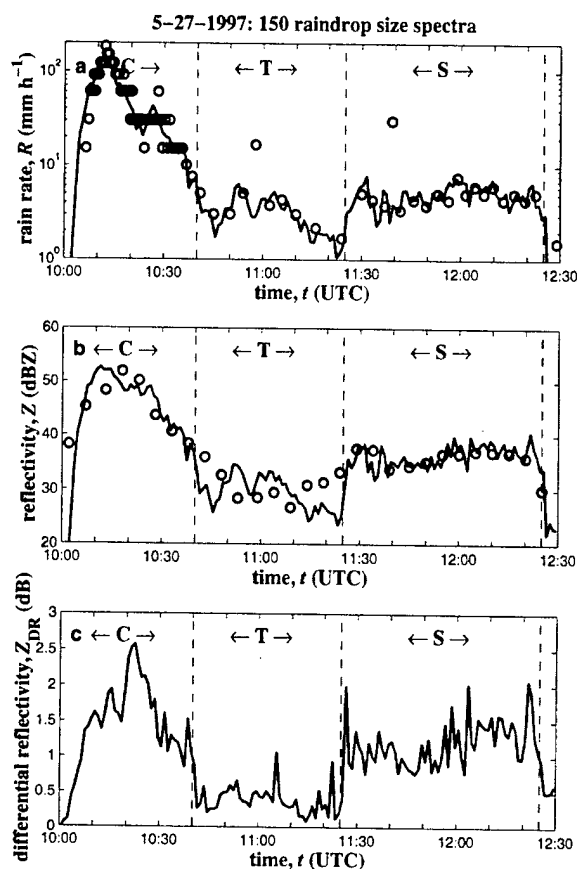 5-27-1997: 150 raindrop size spectra
a
← C →
← T →
← S →
rain rate, R (mm h⁻¹)
10²
10¹
10⁰
10:00 10:30 11:00 11:30 12:00 12:30
time, t (UTC)
b
← C →
← T →
← S →
reflectivity, Z (dBZ)
60
50
40
30
20
10:00 10:30 11:00 11:30 12:00 12:30
time, t (UTC)
c
← C →
← T →
← S →
differential reflectivity, Z_DR (dB)
3
2.5
2
1.5
1
0.5
0
10:00 10:30 11:00 11:30 12:00 12:30
time, t (UTC)